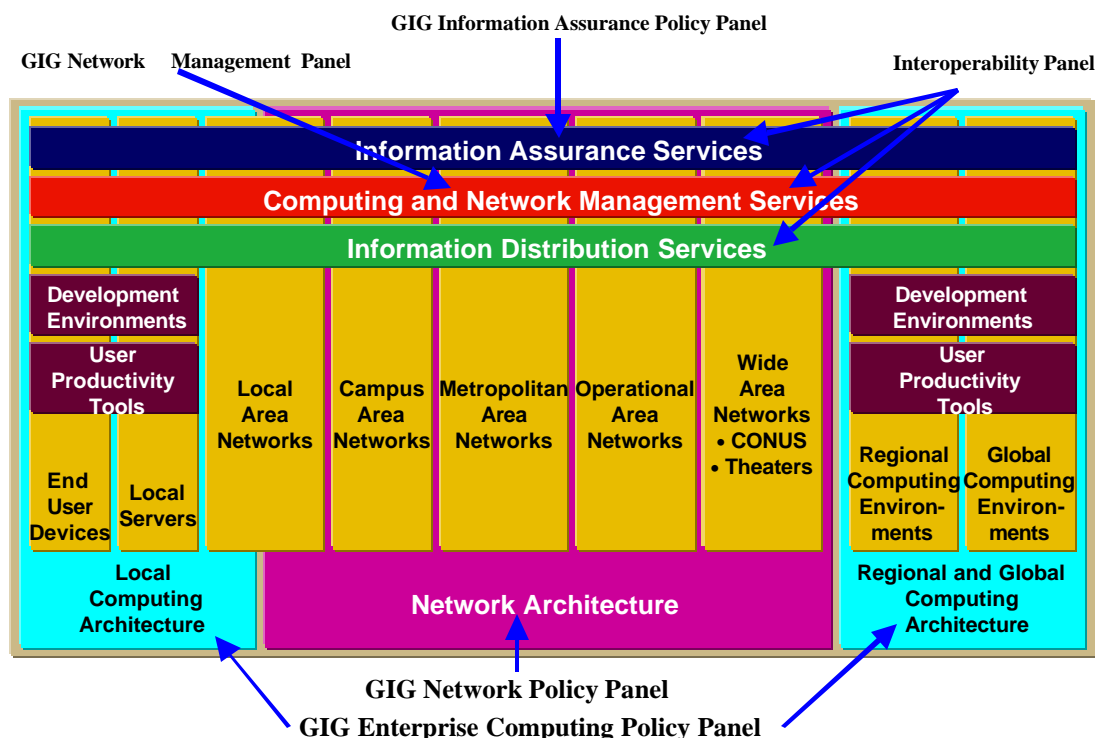 GIG Information Assurance Policy Panel
GIG Network Management Panel
Interoperability Panel
Information Assurance Services
Computing and Network Management Services
Information Distribution Services
Development
Environments
User
Productivity
Tools
Development
Environments
User
Productivity
Tools
Local
Area
Networks
Campus
Area
Networks
Metropolitan
Area
Networks
Operational
Area
Networks
Wide
Area
Networks
• CONUS
• Theaters
End
User
Devices
Local
Servers
Regional
Computing
Environ-
ments
Global
Computing
Environ-
ments
Local
Computing
Architecture
Network Architecture
Regional and Global
Computing
Architecture
GIG Network Policy Panel
GIG Enterprise Computing Policy Panel